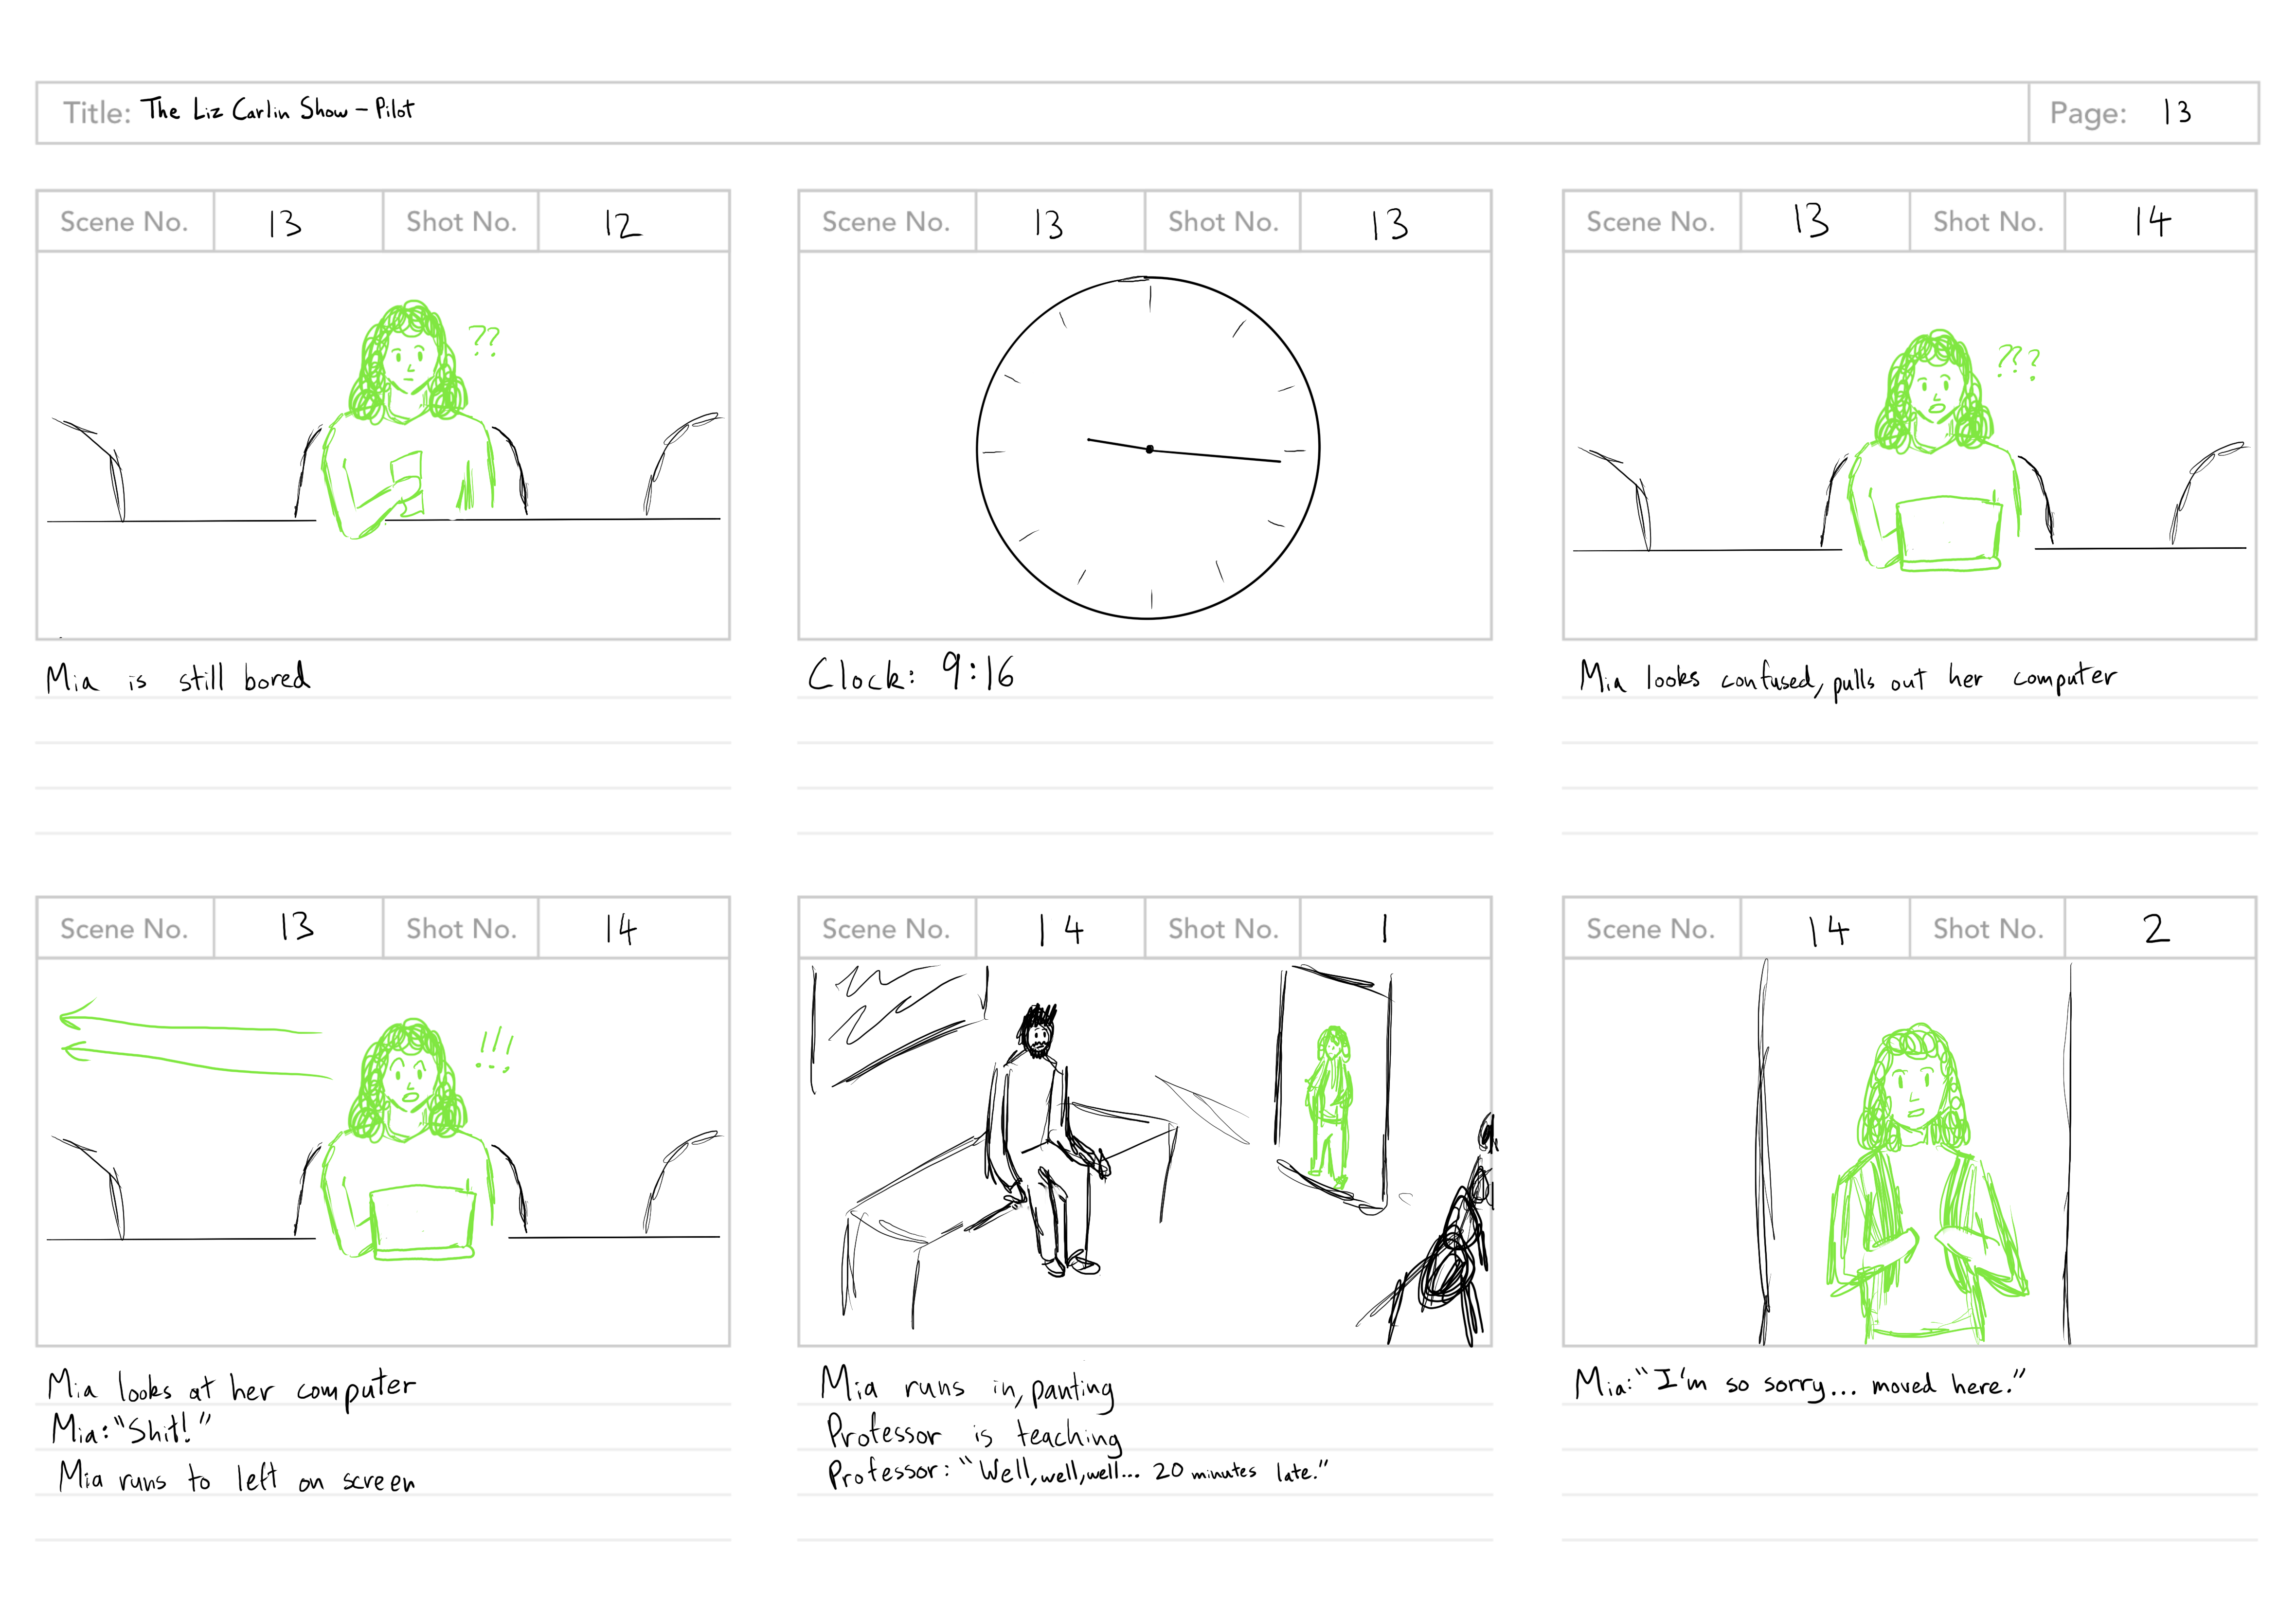 Title: The Liz Carlin Show - Pilot
Page: 13
Scene No. 13 Shot No. 12
??
Mia is still bored
Scene No. 13 Shot No. 13
Clock: 9:16
Scene No. 13 Shot No. 14
???
Mia looks confused, pulls out her computer
Scene No. 13 Shot No. 14
!!!
Mia looks at her computer
Mia: "Shit!"
Mia runs to left on screen
Scene No. 14 Shot No. 1
Mia runs in, panting
Professor is teaching
Professor: "Well, well, well... 20 minutes late."
Scene No. 14 Shot No. 2
Mia: "I'm so sorry... moved here."